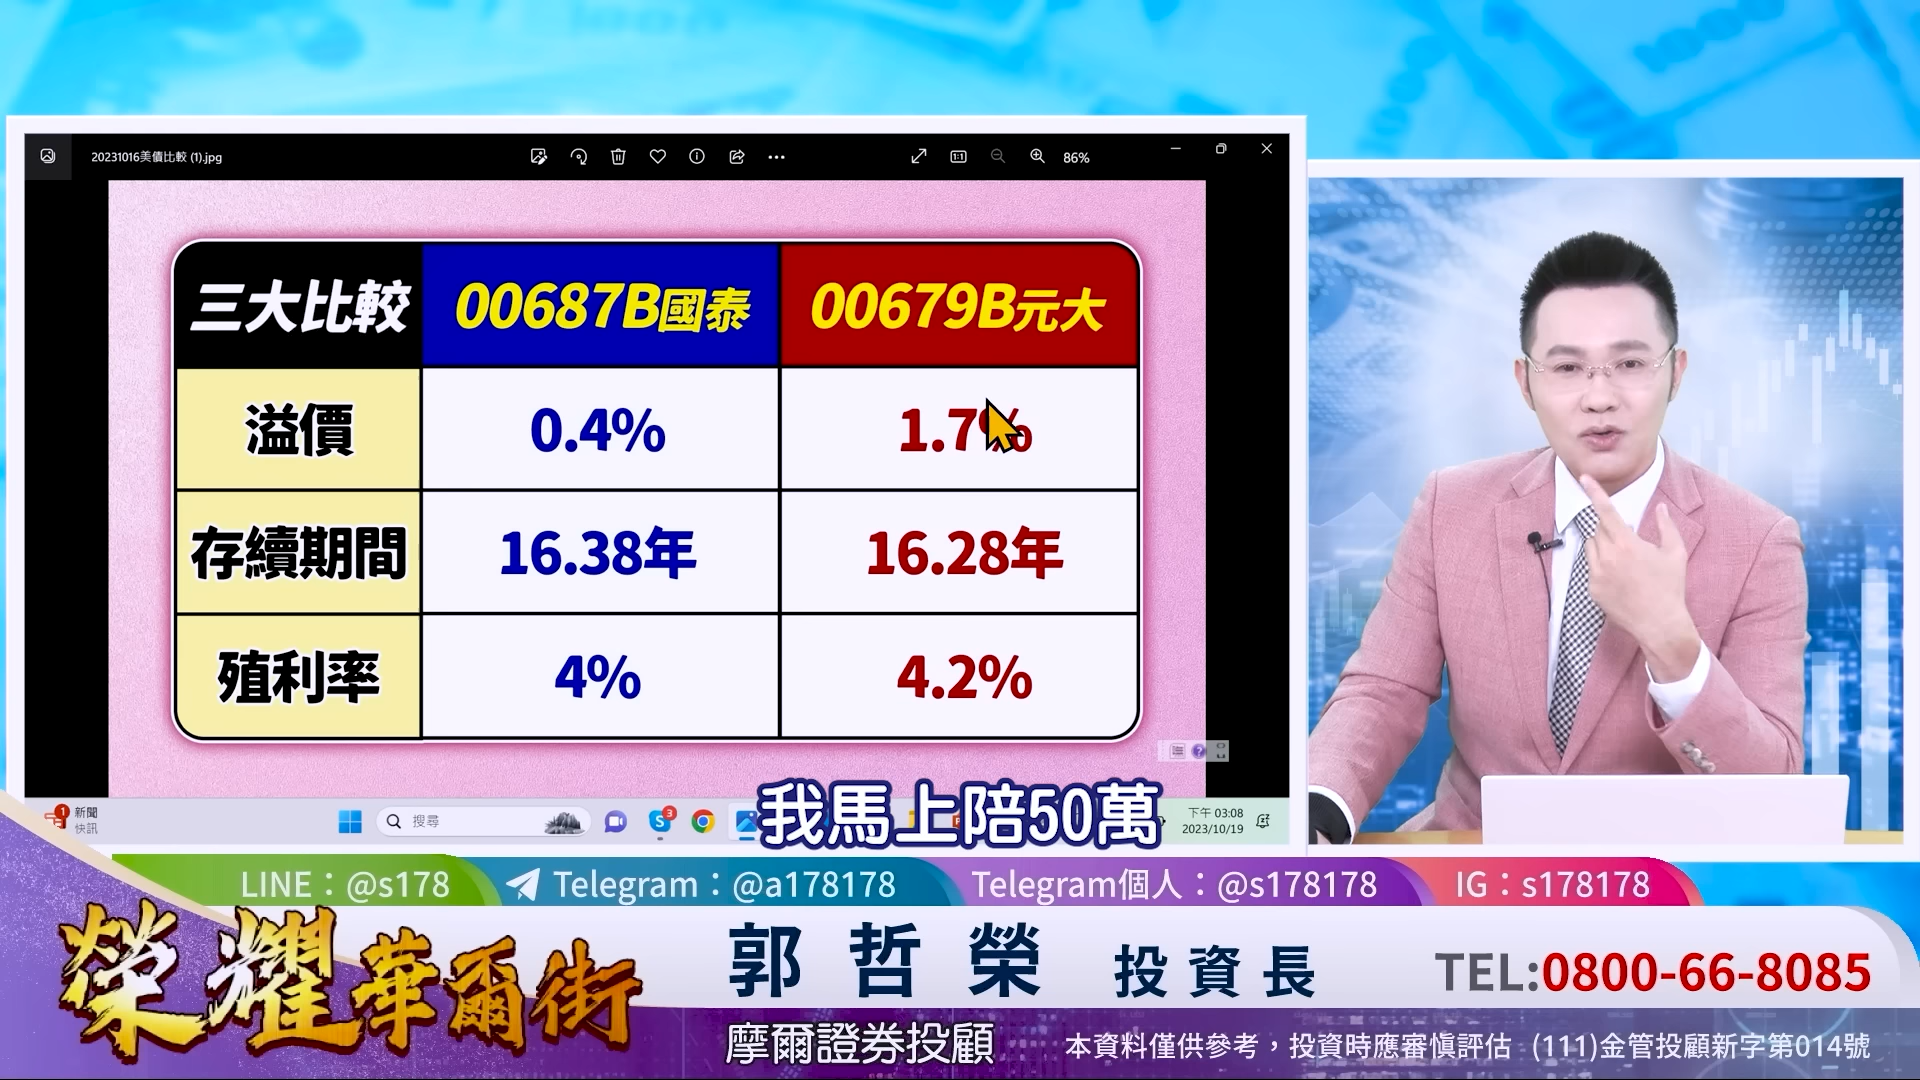 20231016美債比較 (1).jpg
86%
三大比較 00687B國泰 00679B元大
溢價 0.4% 1.7%
存續期間 16.38年 16.28年
殖利率 4% 4.2%
1 新聞
快訊
搜尋
3
下午 03:08
2023/10/19
我馬上陪50萬
LINE：@s178 Telegram：@a178178 Telegram個人：@s178178 IG：s178178
榮耀華爾街
郭哲榮 投資長 TEL:0800-66-8085
摩爾證券投顧 本資料僅供參考，投資時應審慎評估 (111)金管投顧新字第014號